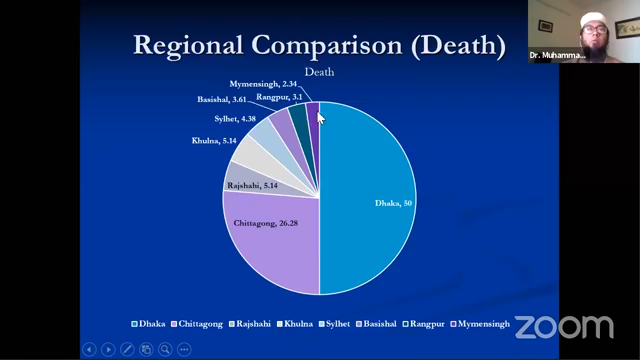 Regional Comparison (Death)
Death
Mymensingh, 2.34
Rangpur, 3.1
Basishal, 3.61
Sylhet, 4.38
Khulna, 5.14
Rajshahi, 5.14
Dhaka, 50
Chittagong, 26.28
Dhaka Chittagong Rajshahi Khulna Sylhet Basishal Rangpur Mymensingh
Dr. Muhamma...
zoom